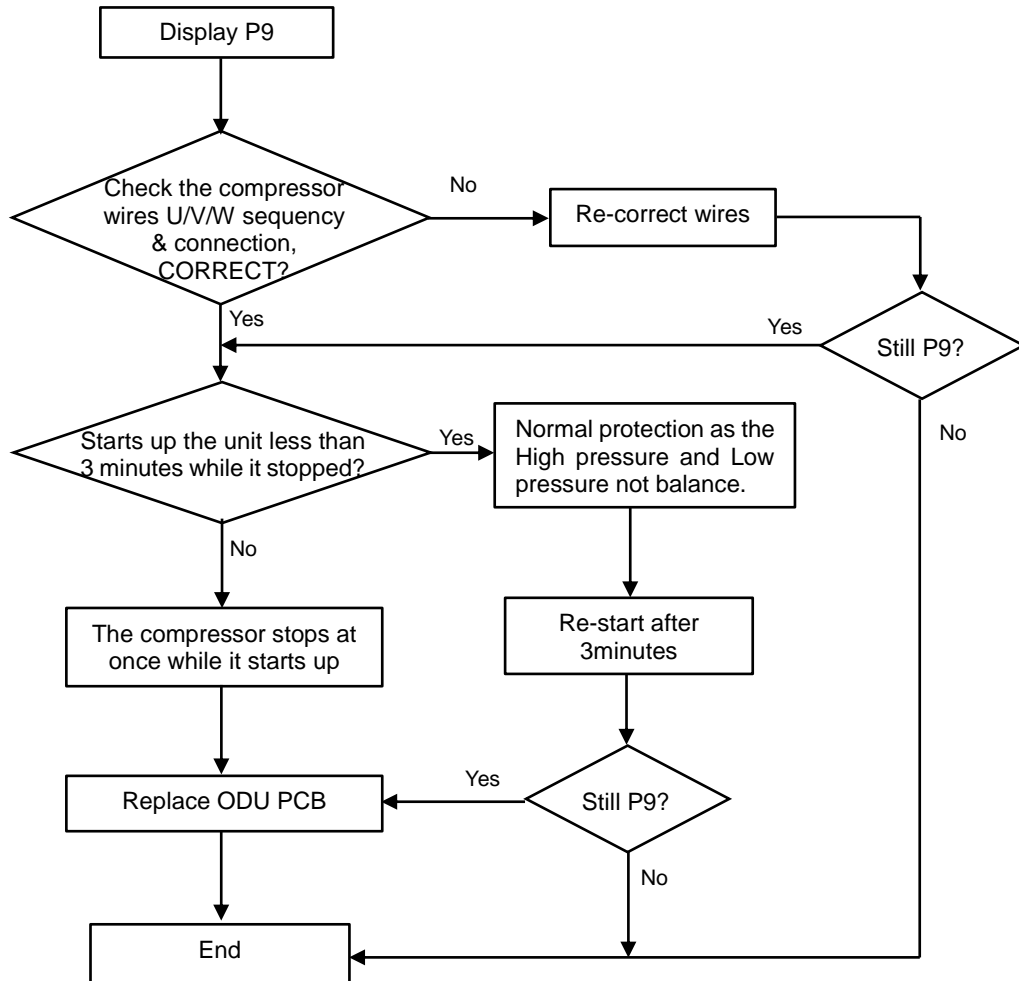 Display P9
Check the compressor
wires U/V/W sequency
& connection,
CORRECT?
No
Re-correct wires
Yes
Yes
Still P9?
Starts up the unit less than
3 minutes while it stopped?
Yes
Normal protection as the
High pressure and Low
pressure not balance.
No
No
The compressor stops at
once while it starts up
Re-start after
3minutes
Replace ODU PCB
Yes
Still P9?
No
End